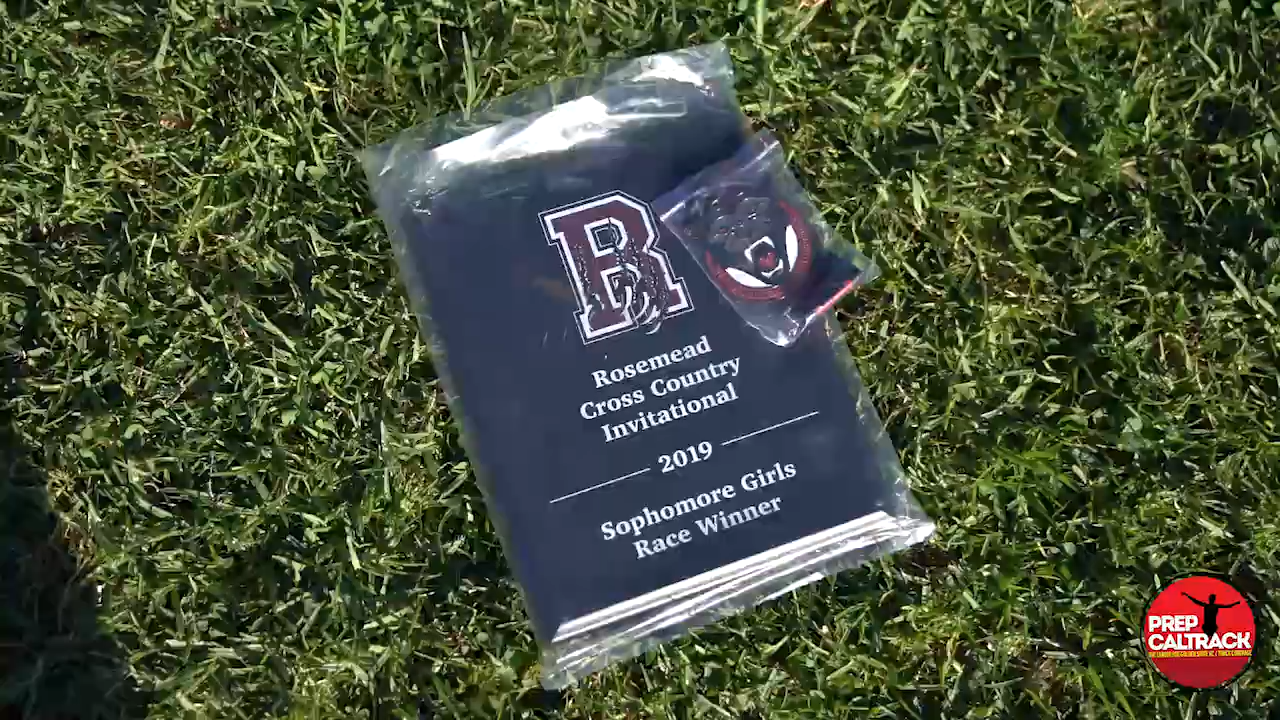 R
Rosemead
Cross Country
Invitational
2019
Sophomore Girls
Race Winner
PREP
CALTRACK